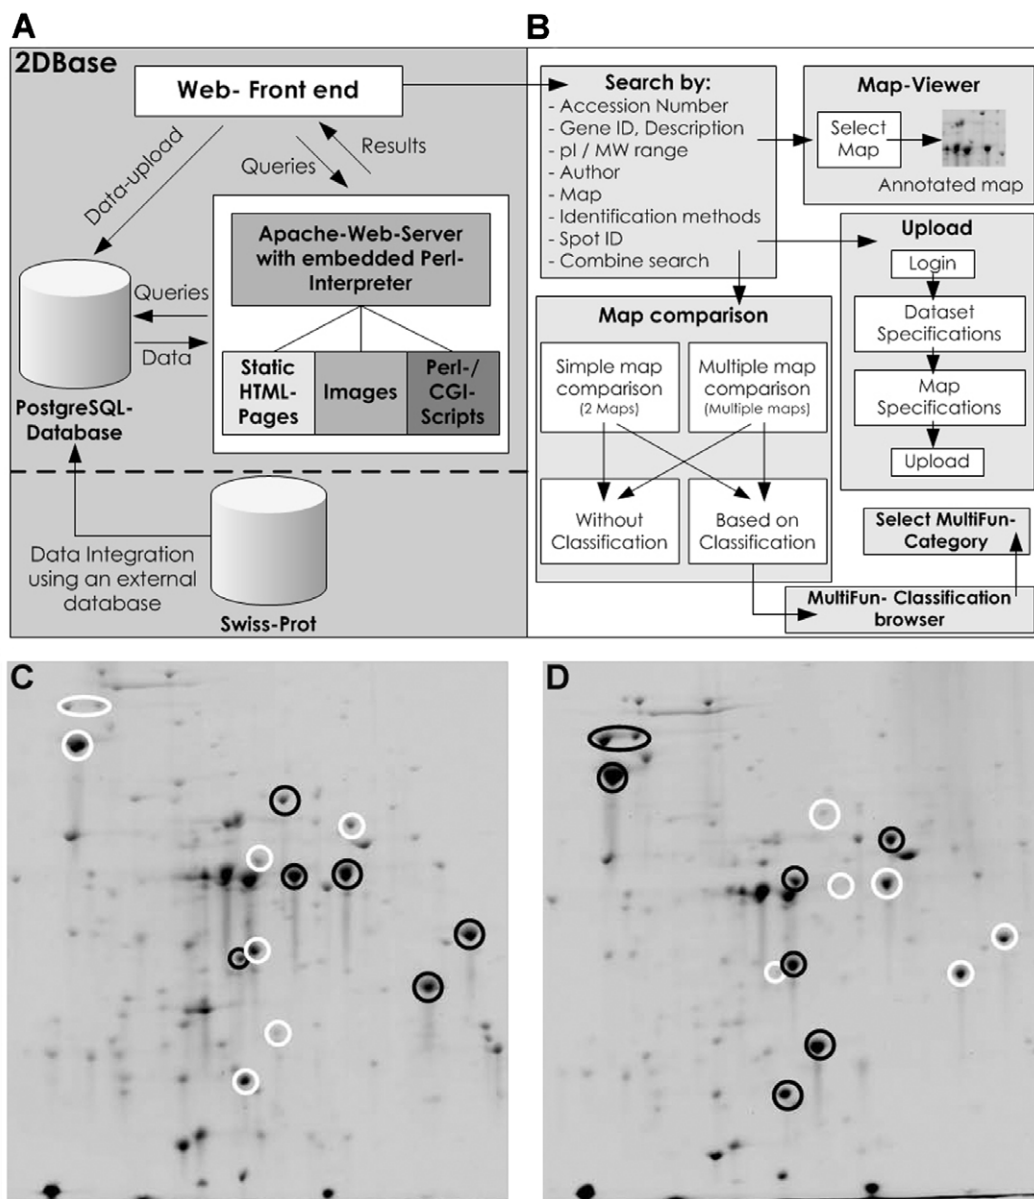 A
B
2DBase
Web- Front end
Data-upload
Queries
Results
Apache-Web-Server
with embedded Perl-
Interpreter
Queries
Data
Static
HTML-
Pages
Images
Perl-/
CGI-
Scripts
PostgreSQL-
Database
Data Integration
using an external
database
Swiss-Prot
Search by:
- Accession Number
- Gene ID, Description
- pI / MW range
- Author
- Map
- Identification methods
- Spot ID
- Combine search
Map-Viewer
Select
Map
Annotated map
Upload
Login
Dataset
Specifications
Map
Specifications
Upload
Map comparison
Simple map
comparison
(2 Maps)
Multiple map
comparison
(Multiple maps)
Without
Classification
Based on
Classification
Select MultiFun-
Category
MultiFun- Classification
browser
C
D